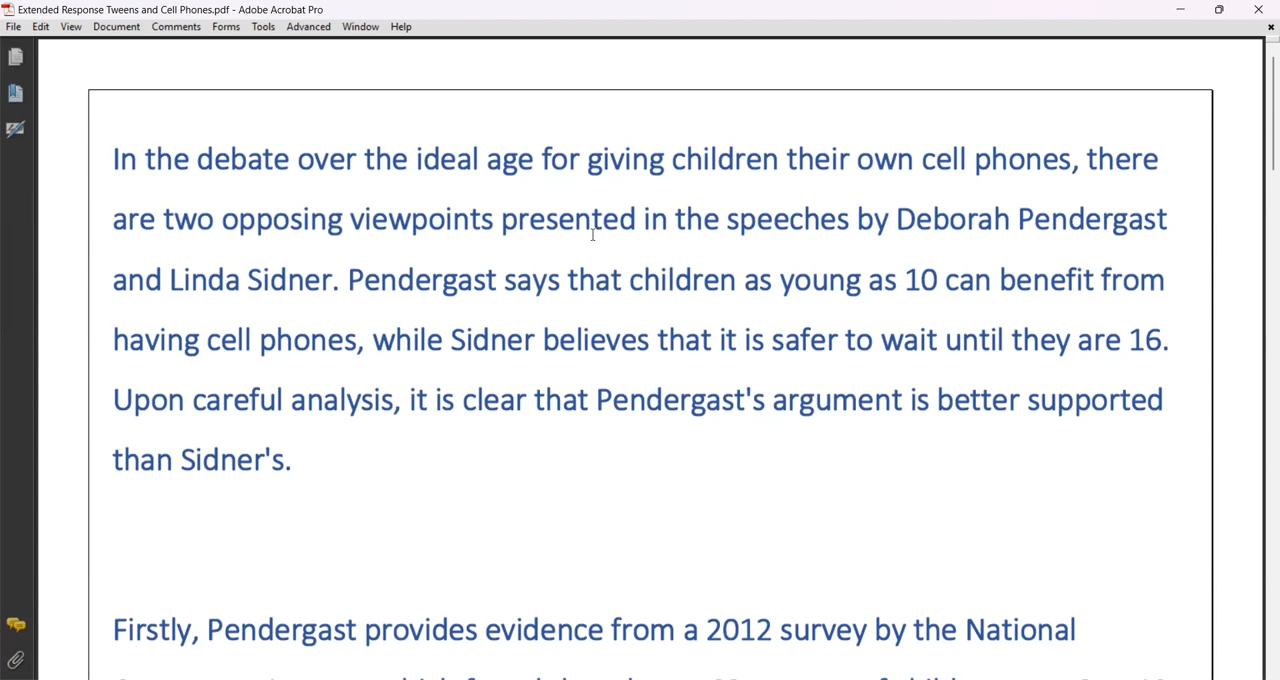 Extended Response Tweens and Cell Phones.pdf - Adobe Acrobat Pro
File Edit View Document Comments Forms Tools Advanced Window Help
In the debate over the ideal age for giving children their own cell phones, there
are two opposing viewpoints presented in the speeches by Deborah Pendergast
and Linda Sidner. Pendergast says that children as young as 10 can benefit from
having cell phones, while Sidner believes that it is safer to wait until they are 16.
Upon careful analysis, it is clear that Pendergast's argument is better supported
than Sidner's.
Firstly, Pendergast provides evidence from a 2012 survey by the National